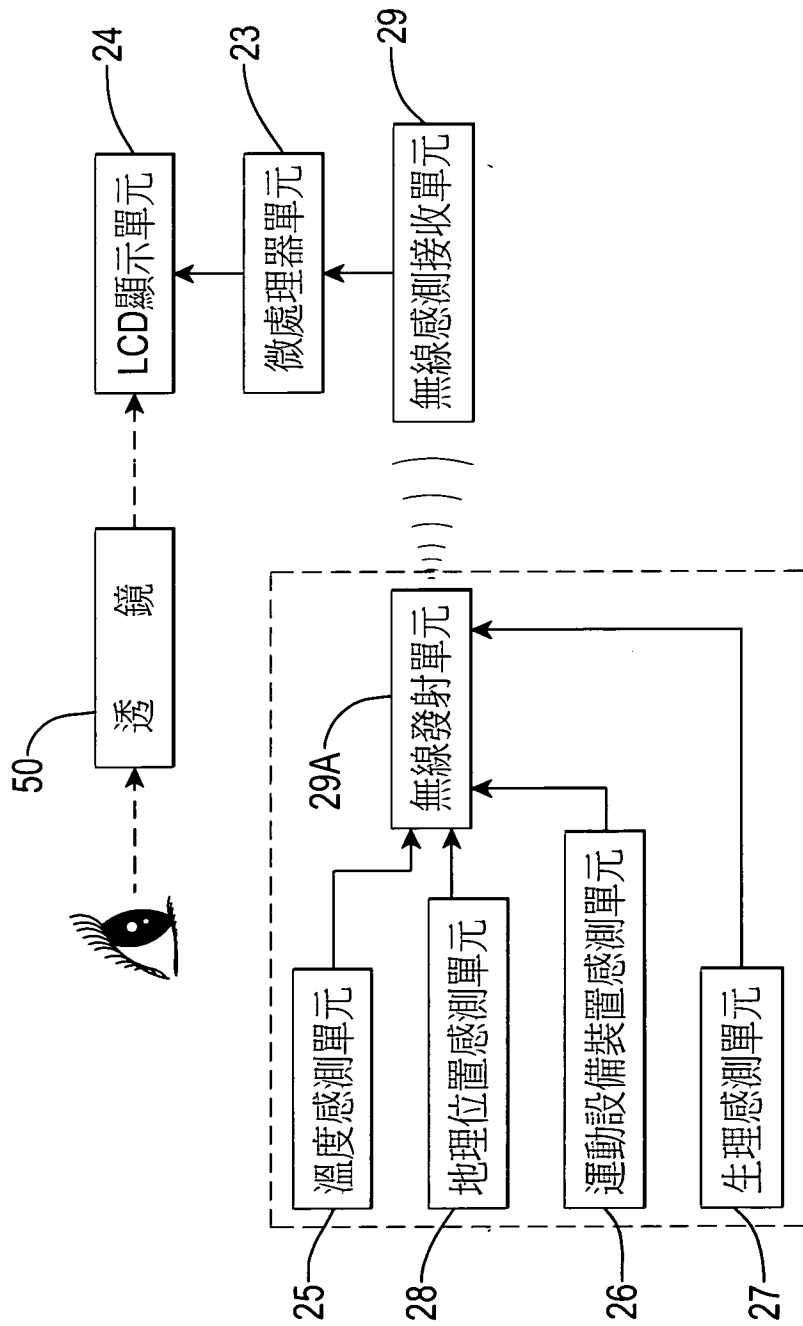 50
透鏡
24
LCD顯示單元
23
微處理器單元
29
無線感測接收單元
29A
無線發射單元
25
溫度感測單元
28
地理位置感測單元
26
運動設備裝置感測單元
27
生理感測單元